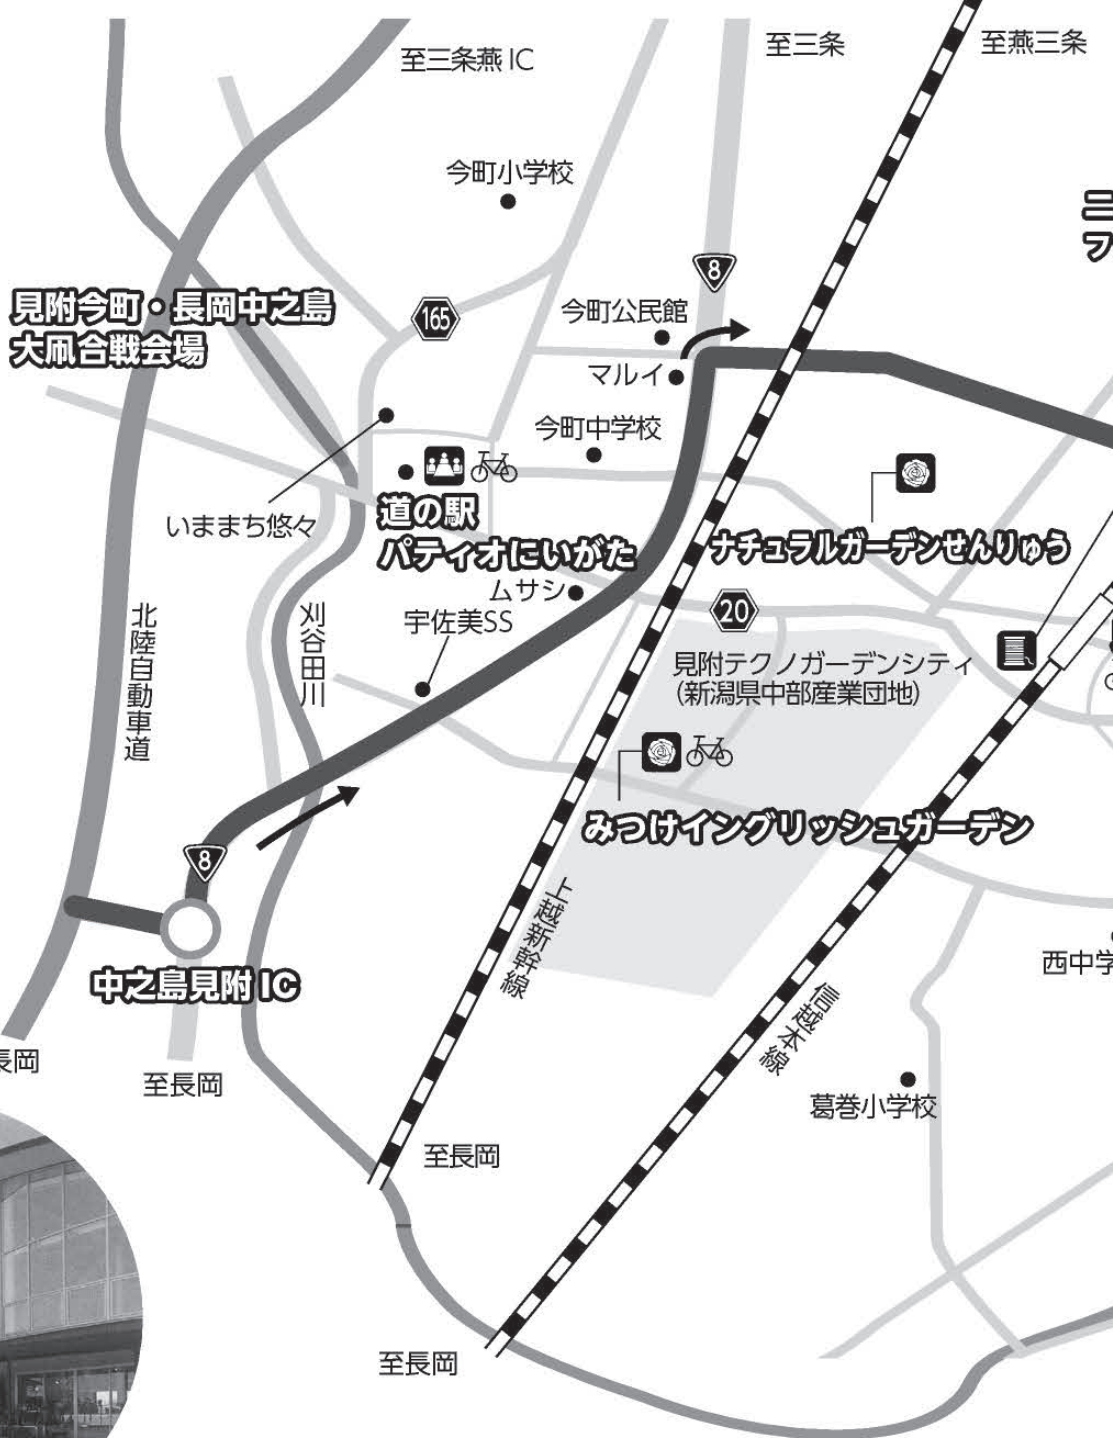 至三条燕IC
至三条
至燕三条
今町小学校
8
見附今町・長岡中之島
大凧合戦会場
165
今町公民館
マルイ
今町中学校
いままち悠々
道の駅
パティオにいがた
ナチュラルガーデンせんりゅう
ムサシ
宇佐美SS
北陸自動車道
刈谷田川
20
見附テクノガーデンシティ
(新潟県中部産業団地)
みつけイングリッシュガーデン
8
中之島見附IC
上越新幹線
信越本線
西中学
長岡
至長岡
葛巻小学校
至長岡
至長岡